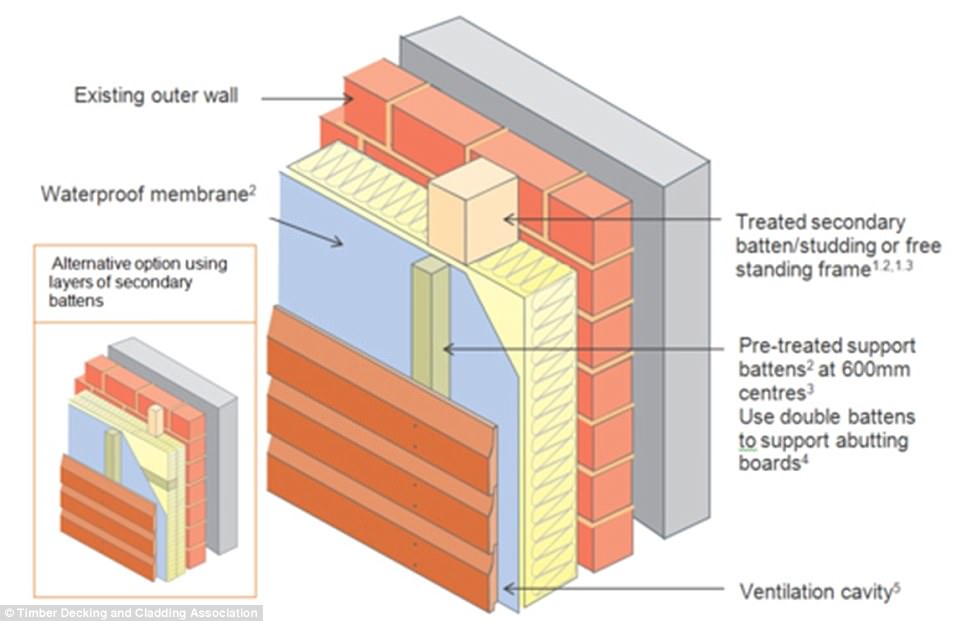 Existing outer wall
Waterproof membrane²
Alternative option using
layers of secondary
battens
Treated secondary
batten/studding or free
standing frame¹·²,¹·³
Pre-treated support
battens² at 600mm
centres³
Use double battens
to support abutting
boards⁴
Ventilation cavity⁵
© Timber Decking and Cladding Association